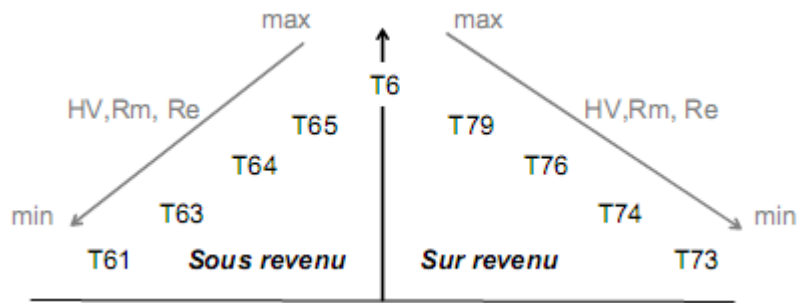 max max
T6
HV,Rm, Re HV,Rm, Re
T65 T79
T64 T76
min T63 T74 min
T61 Sous revenu Sur revenu T73